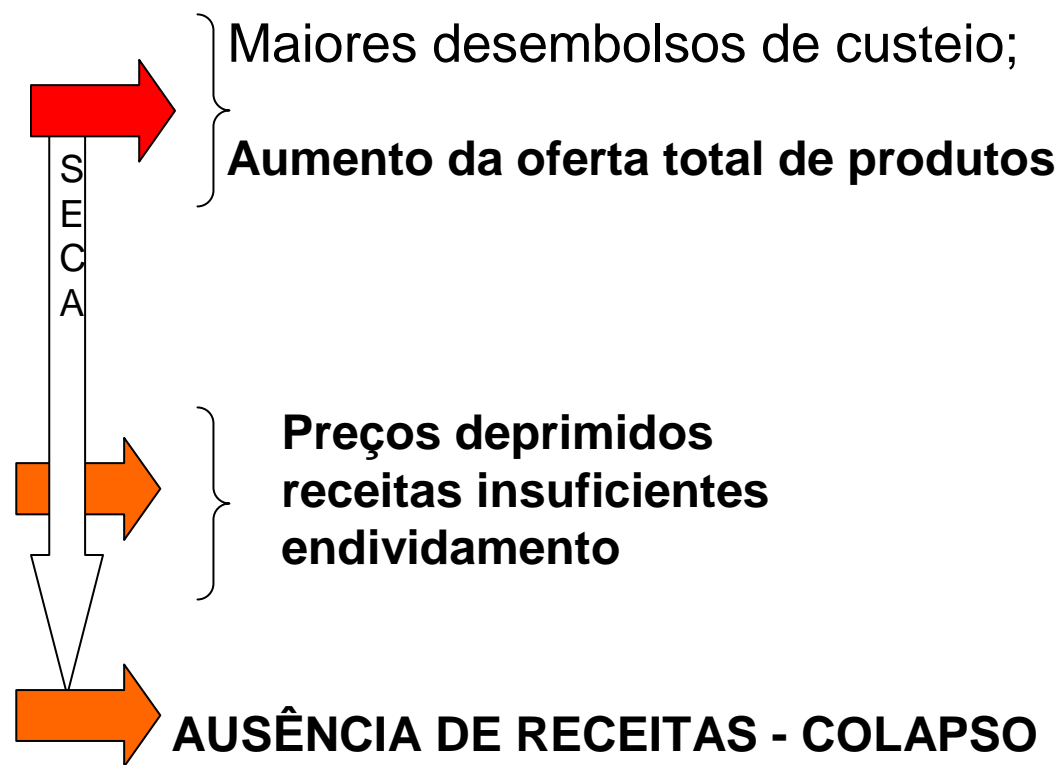 Maiores desembolsos de custeio;
Aumento da oferta total de produtos
S
E
C
A
Preços deprimidos
receitas insuficientes
endividamento
AUSÊNCIA DE RECEITAS - COLAPSO